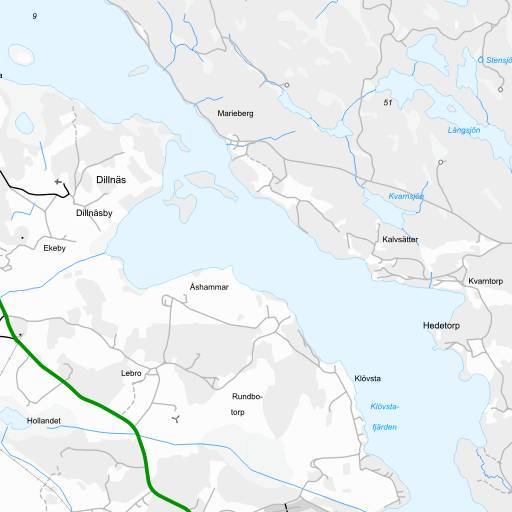 9
Ö Stensjö
51
Marieberg
Långsjön
Dillnäs
Kvarnsjön
Dillnäsby
Kalvsätter
Ekeby
Kvarntorp
Åshammar
Hedetorp
Lebro
Klövsta
Rundbo-
torp
Klövsta-
fjärden
Hollandet